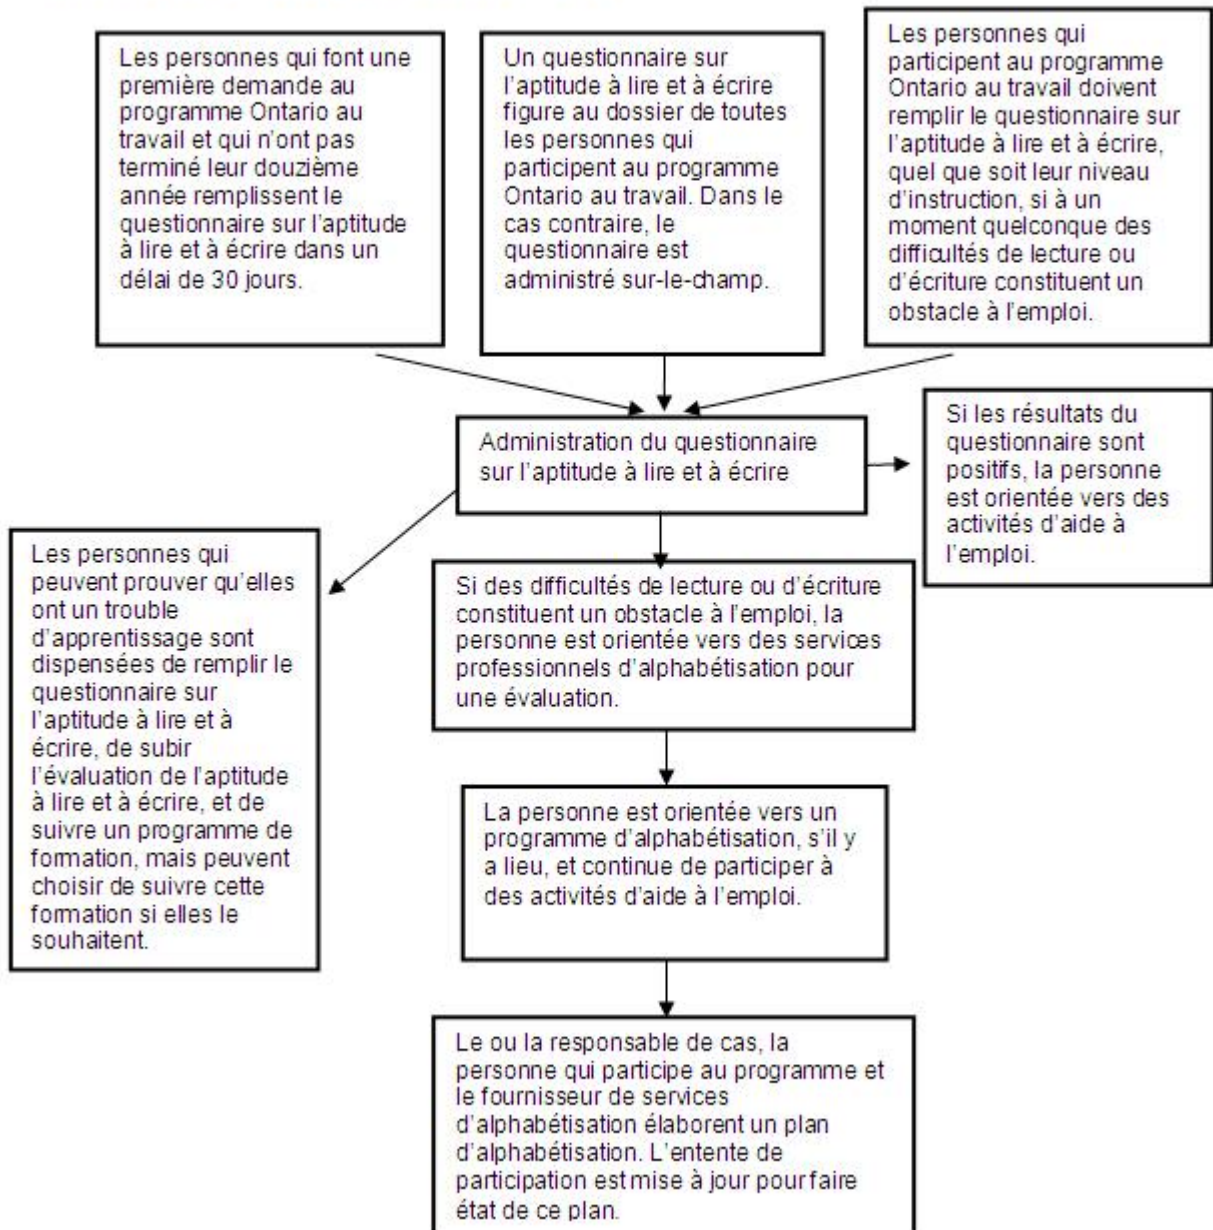 Les personnes qui font une
première demande au
programme Ontario au
travail et qui n’ont pas
terminé leur douzième
année remplissent le
questionnaire sur l’aptitude
à lire et à écrire dans un
délai de 30 jours.
Un questionnaire sur
l’aptitude à lire et à écrire
figure au dossier de toutes
les personnes qui
participent au programme
Ontario au travail. Dans le
cas contraire, le
questionnaire est
administré sur-le-champ.
Les personnes qui
participent au programme
Ontario au travail doivent
remplir le questionnaire sur
l’aptitude à lire et à écrire,
quel que soit leur niveau
d’instruction, si à un
moment quelconque des
difficultés de lecture ou
d’écriture constituent un
obstacle à l’emploi.
Administration du questionnaire
sur l’aptitude à lire et à écrire
Si les résultats du
questionnaire sont
positifs, la personne
est orientée vers des
activités d’aide à
l’emploi.
Les personnes qui
peuvent prouver qu’elles
ont un trouble
d’apprentissage sont
dispensées de remplir le
questionnaire sur
l’aptitude à lire et à
écrire, de subir
l’évaluation de l’aptitude
à lire et à écrire, et de
suivre un programme de
formation, mais peuvent
choisir de suivre cette
formation si elles le
souhaitent.
Si des difficultés de lecture ou d’écriture
constituent un obstacle à l’emploi, la
personne est orientée vers des services
professionnels d’alphabétisation pour
une évaluation.
La personne est orientée vers un
programme d’alphabétisation, s’il y
a lieu, et continue de participer à
des activités d’aide à l’emploi.
Le ou la responsable de cas, la
personne qui participe au programme et
le fournisseur de services
d’alphabétisation élaborent un plan
d’alphabétisation. L’entente de
participation est mise à jour pour faire
état de ce plan.